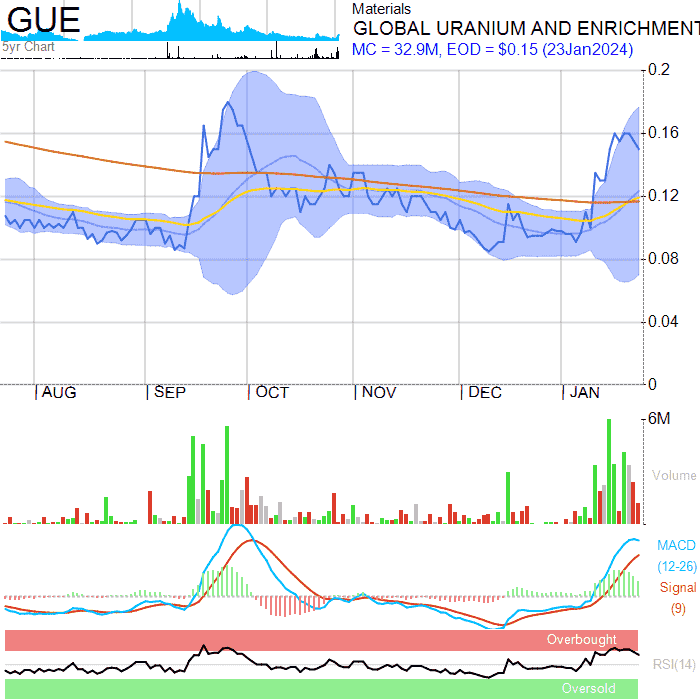 GUE
5yr Chart
Materials
GLOBAL URANIUM AND ENRICHMENT
MC = 32.9M, EOD = $0.15 (23Jan2024)
0.2
0.16
0.12
0.08
0.04
0
AUG SEP OCT NOV DEC JAN
6M
Volume
MACD
(12-26)
Signal
(9)
Overbought
RSI(14)
Oversold